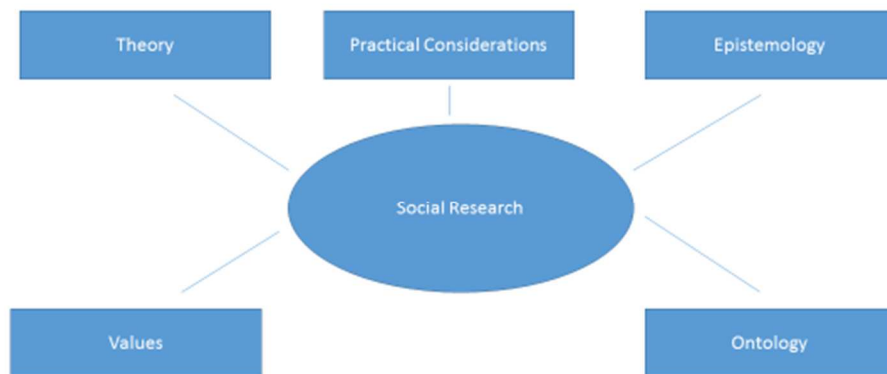 Theory
Practical Considerations
Epistemology
Social Research
Values
Ontology